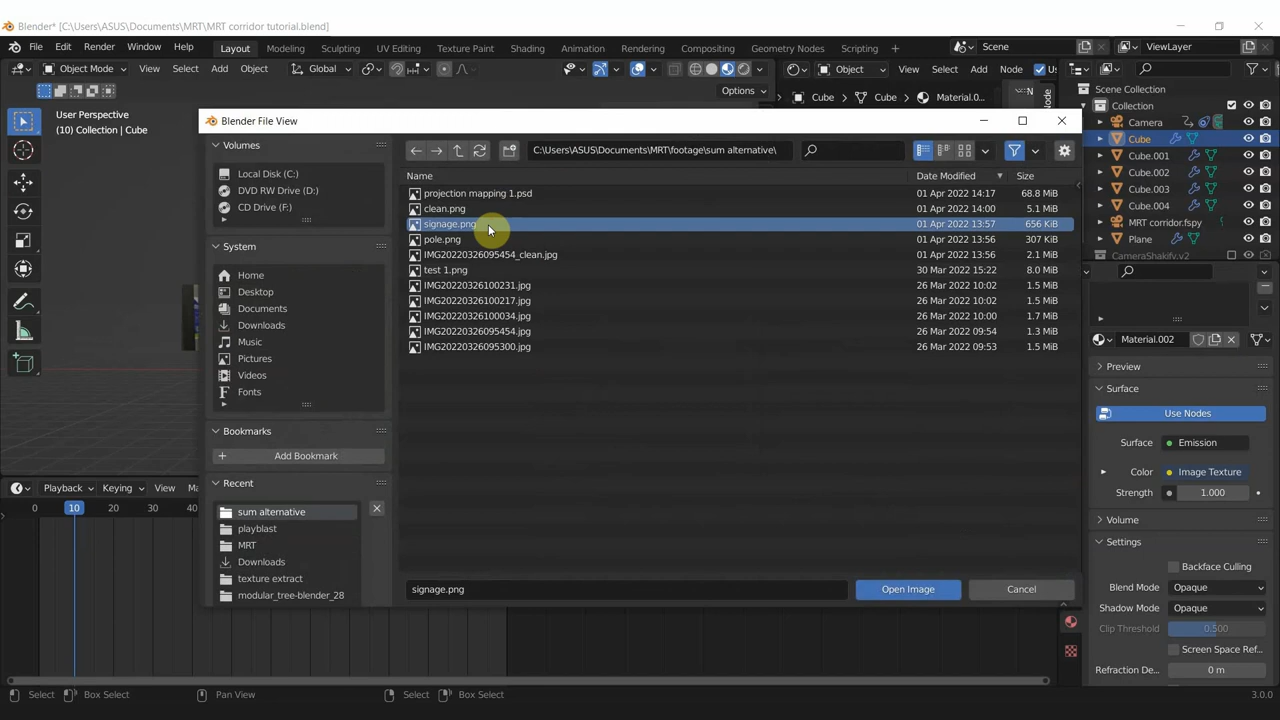 Blender* [C:\Users\ASUS\Documents\MRT\MRT corridor tutorial.blend]
File Edit Render Window Help Layout Modeling Sculpting UV Editing Texture Paint Shading Animation Rendering Compositing Geometry Nodes Scripting + Scene ViewLayer
Object Mode View Select Add Object Global Object View Select Add Node Us
Options
Cube Cube Material.0...
Node
User Perspective
(10) Collection | Cube
Scene Collection
Collection
Camera
Cube
Cube.001
Cube.002
Cube.003
Cube.004
MRT corridor.fspy
Plane
CameraShakify.v2
Blender File View
Volumes
Local Disk (C:)
DVD RW Drive (D:)
CD Drive (F:)
System
Home
Desktop
Documents
Downloads
Music
Pictures
Videos
Fonts
Bookmarks
+ Add Bookmark
Recent
sum alternative
playblast
MRT
Downloads
texture extract
modular_tree-blender_28
C:\Users\ASUS\Documents\MRT\footage\sum alternative\
Name Date Modified Size
projection mapping 1.psd 01 Apr 2022 14:17 68.8 MiB
clean.png 01 Apr 2022 14:00 5.1 MiB
signage.png 01 Apr 2022 13:57 656 KiB
pole.png 01 Apr 2022 13:56 307 KiB
IMG20220326095454_clean.jpg 01 Apr 2022 13:56 2.1 MiB
test 1.png 30 Mar 2022 15:22 8.0 MiB
IMG20220326100231.jpg 26 Mar 2022 10:02 1.5 MiB
IMG20220326100217.jpg 26 Mar 2022 10:02 1.5 MiB
IMG20220326100034.jpg 26 Mar 2022 10:00 1.7 MiB
IMG20220326095454.jpg 26 Mar 2022 09:54 1.3 MiB
IMG20220326095300.jpg 26 Mar 2022 09:53 1.5 MiB
signage.png Open Image Cancel
Material.002
Preview
Surface
Use Nodes
Surface Emission
Color Image Texture
Strength 1.000
Volume
Settings
Backface Culling
Blend Mode Opaque
Shadow Mode Opaque
Clip Threshold 0.500
Screen Space Ref...
Refraction De... 0 m
Playback Keying View Ma
0 10 20 30 40
Select Box Select Pan View Select Box Select 3.0.0